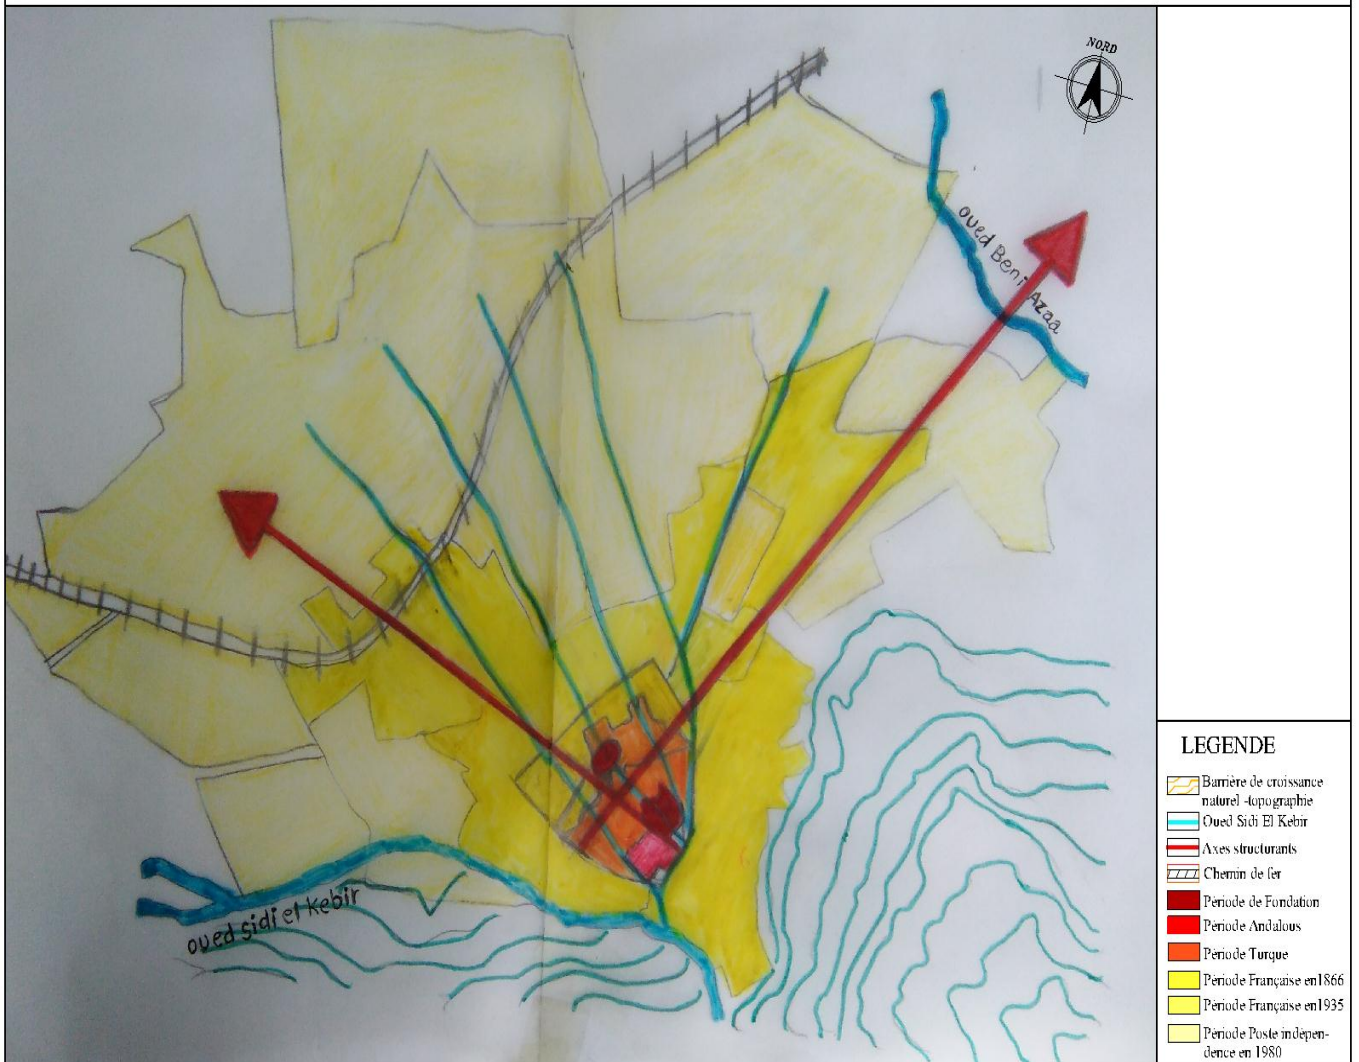 NORD
oued Beni Azaa
oued sidi el kebir
LEGENDE
Barrière de croissance
naturel -topographie
Oued Sidi El Kebir
Axes structurants
Chemin de fer
Période de Fondation
Période Andalous
Période Turque
Période Française en1866
Période Française en1935
Période Poste indépen-
dence en 1980